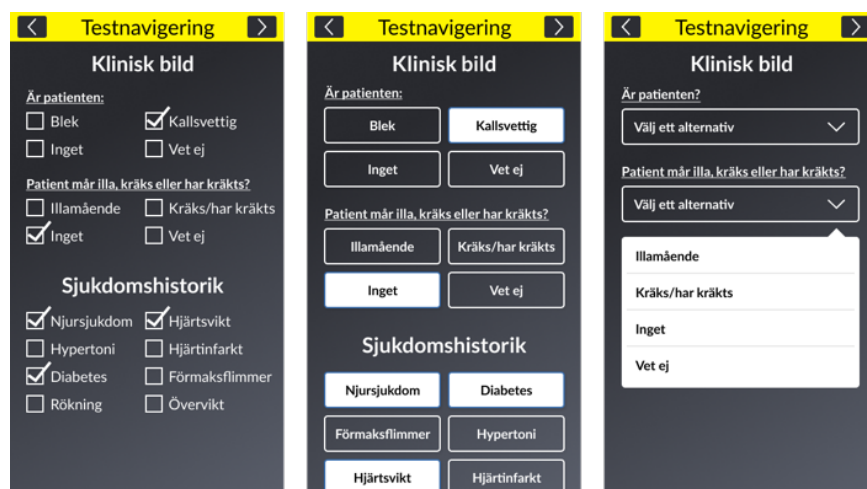 Testnavigering
Klinisk bild
Är patienten:
Blek Kallsvettig
Inget Vet ej
Patient mår illa, kräks eller har kräkts?
Illamående Kräks/har kräkts
Inget Vet ej
Sjukdomshistorik
Njursjukdom Hjärtsvikt
Hypertoni Hjärtinfarkt
Diabetes Förmaksflimmer
Rökning Övervikt
Testnavigering
Klinisk bild
Är patienten:
Blek Kallsvettig
Inget Vet ej
Patient mår illa, kräks eller har kräkts?
Illamående Kräks/har kräkts
Inget Vet ej
Sjukdomshistorik
Njursjukdom Diabetes
Förmaksflimmer Hypertoni
Hjärtsvikt Hjärtinfarkt
Testnavigering
Klinisk bild
Är patienten?
Välj ett alternativ
Patient mår illa, kräks eller har kräkts?
Välj ett alternativ
Illamående
Kräks/har kräkts
Inget
Vet ej